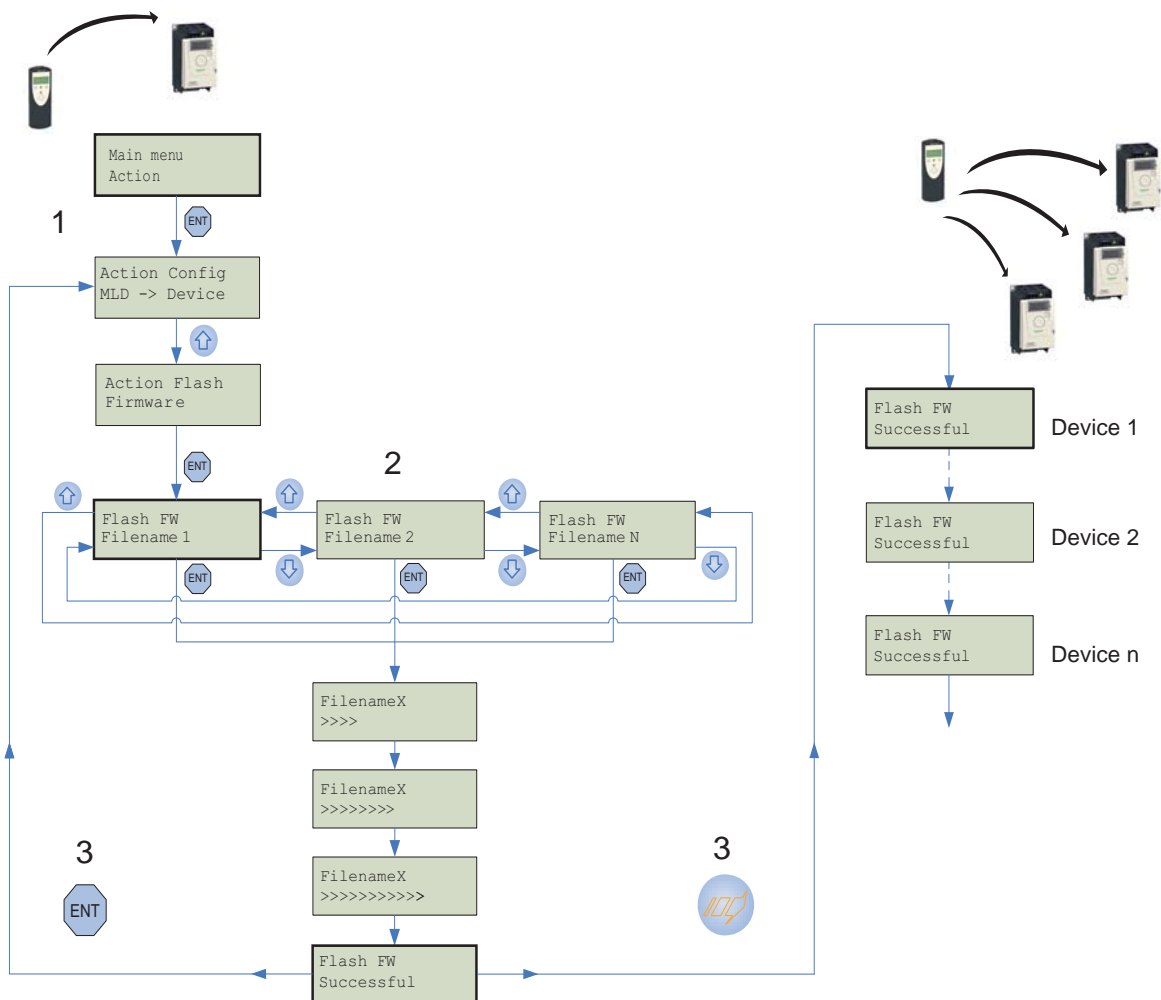 Main menu
Action
ENT
1
Action Config
MLD -> Device
Action Flash
Firmware
ENT
2
Flash FW
Filename 1
Flash FW
Filename 2
Flash FW
Filename N
ENT
ENT
ENT
FilenameX
>>>>
FilenameX
>>>>>>>>
FilenameX
>>>>>>>>>>>
3
ENT
3
Flash FW
Successful
Flash FW
Successful
Device 1
Flash FW
Successful
Device 2
Flash FW
Successful
Device n